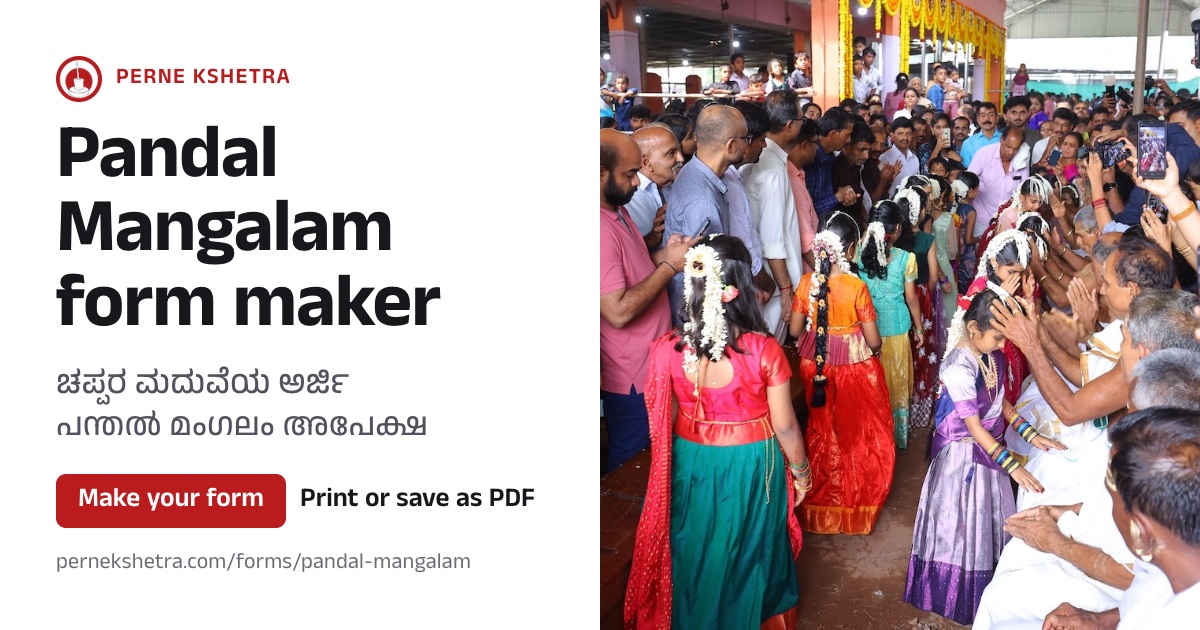 PERNE KSHETRA
Pandal
Mangalam
form maker
ಚಪ್ಪರ ಮದುವೆಯ ಅರ್ಜಿ
പന്തൽ മംഗലം അപേക്ഷ
Make your form
Print or save as PDF
pernekshetra.com/forms/pandal-mangalam